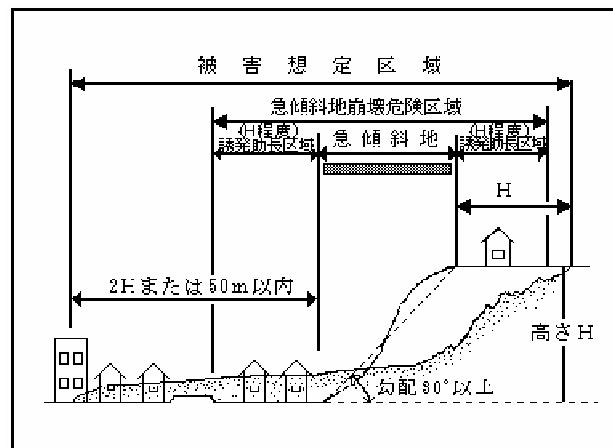 被害想定区域
急傾斜地崩壊危険区域
(H程度)
誘発助長区域
急傾斜地
(H程度)
誘発助長区域
H
2Hまたは50m以内
高さH
勾配30°以上